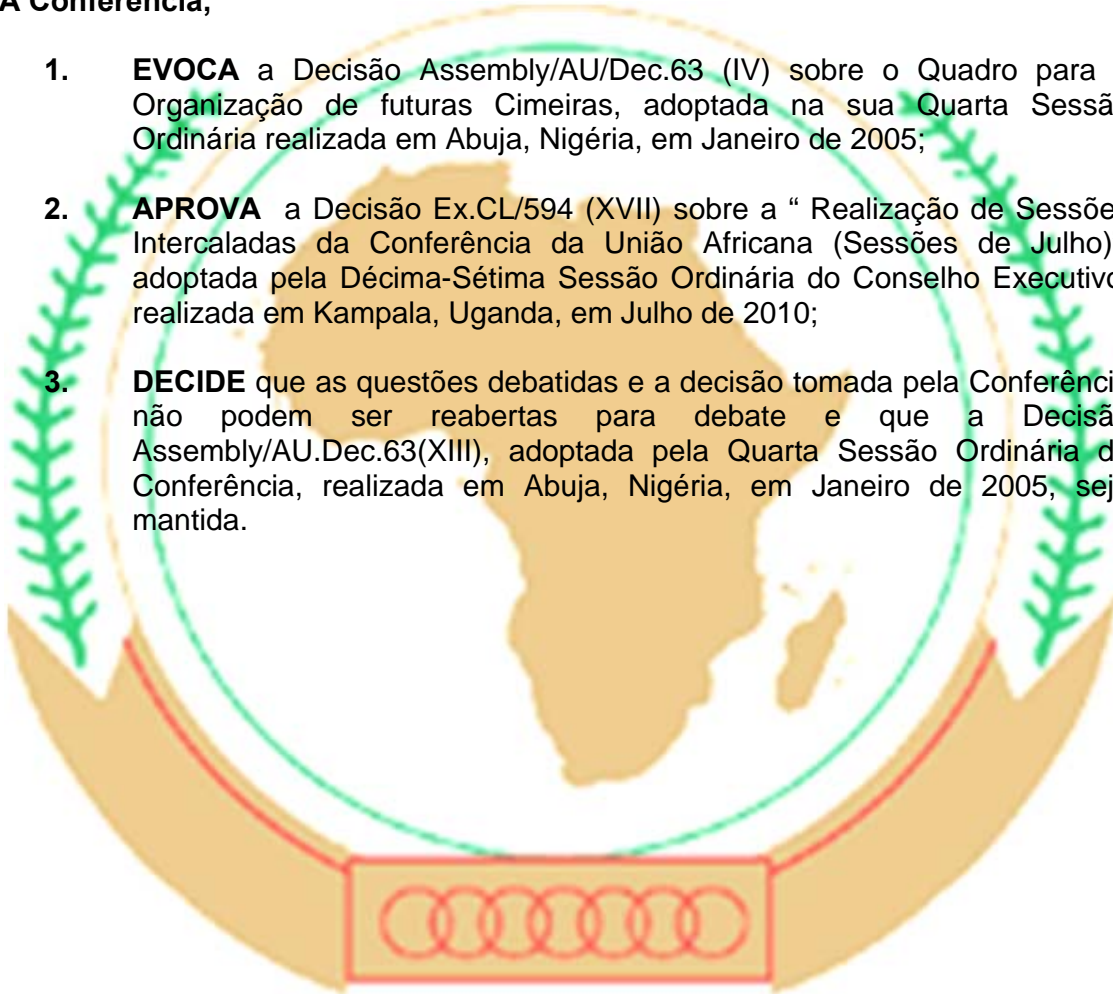 A Conferência,
1. EVOCA a Decisão Assembly/AU/Dec.63 (IV) sobre o Quadro para
Organização de futuras Cimeiras, adoptada na sua Quarta Sessã
Ordinária realizada em Abuja, Nigéria, em Janeiro de 2005;
2. APROVA a Decisão Ex.CL/594 (XVII) sobre a “ Realização de Sessõe
Intercaladas da Conferência da União Africana (Sessões de Julho)
adoptada pela Décima-Sétima Sessão Ordinária do Conselho Executivo
realizada em Kampala, Uganda, em Julho de 2010;
3. DECIDE que as questões debatidas e a decisão tomada pela Conferênci
não podem ser reabertas para debate e que a Decisã
Assembly/AU.Dec.63(XIII), adoptada pela Quarta Sessão Ordinária d
Conferência, realizada em Abuja, Nigéria, em Janeiro de 2005, sej
mantida.